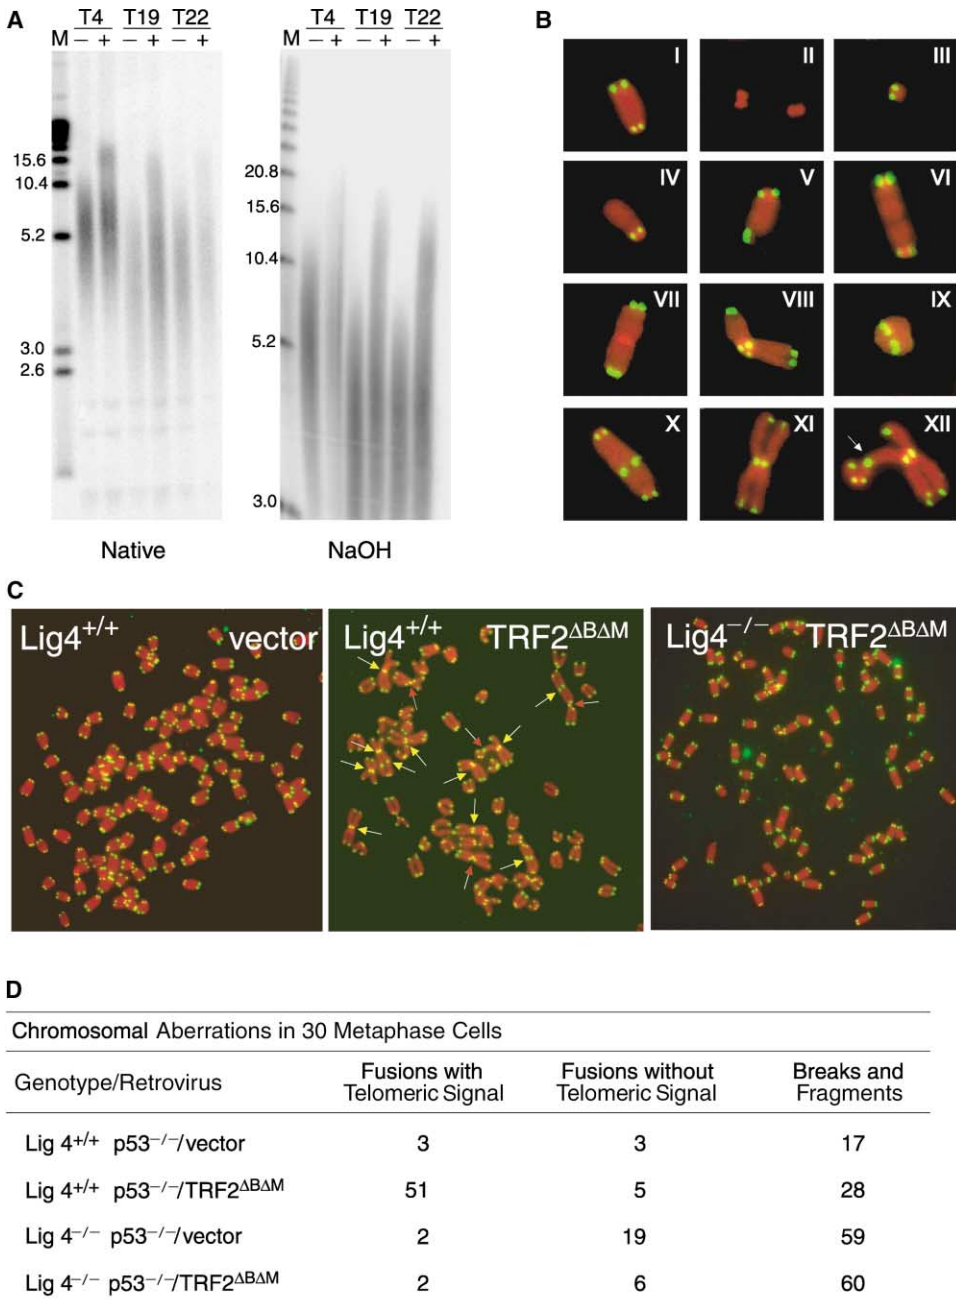 A
T4 T19 T22
M – + – + – +
15.6
10.4
5.2
3.0
2.6
Native
T4 T19 T22
M – + – + – +
20.8
15.6
10.4
5.2
3.0
NaOH
B
I II III
IV V VI
VII VIII IX
X XI XII
C
Lig4+/+ vector
Lig4+/+ TRF2ΔBΔM
Lig4–/– TRF2ΔBΔM
D
Chromosomal Aberrations in 30 Metaphase Cells
Genotype/Retrovirus Fusions with Telomeric Signal Fusions without Telomeric Signal Breaks and Fragments
Lig 4+/+ p53–/–/vector 3 3 17
Lig 4+/+ p53–/–/TRF2ΔBΔM 51 5 28
Lig 4–/– p53–/–/vector 2 19 59
Lig 4–/– p53–/–/TRF2ΔBΔM 2 6 60